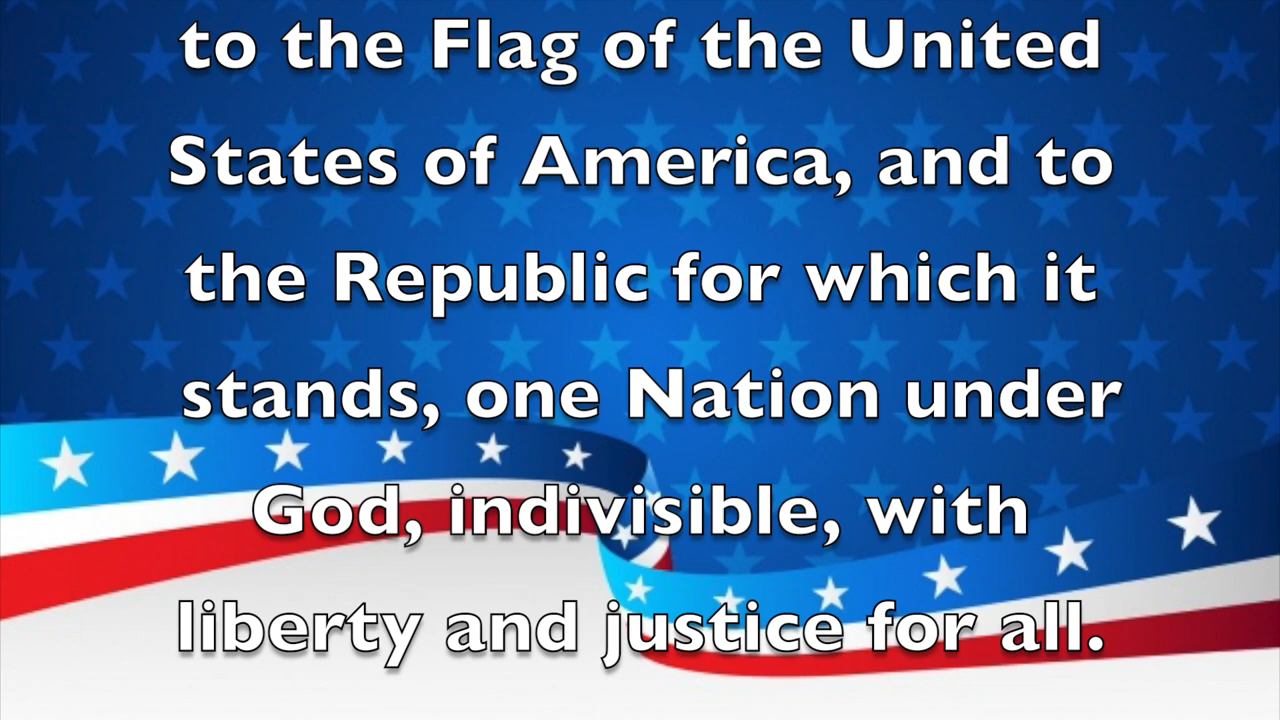 to the Flag of the United
States of America, and to
the Republic for which it
stands, one Nation under
God, indivisible, with
liberty and justice for all.